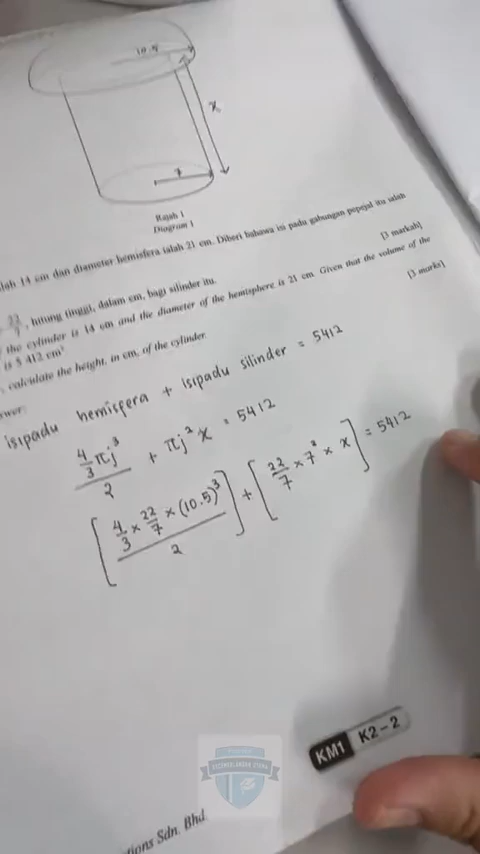 10.5
x
7
Rajah 1
Diagram 1
ialah 14 cm dan diameter hemisfera ialah 21 cm. Diberi bahawa isi padu gabungan pepejal itu ialah
22/7, hitung tinggi, dalam cm, bagi silinder itu.
[3 markah]
the cylinder is 14 cm and the diameter of the hemisphere is 21 cm. Given that the volume of the
is 5 412 cm³
, calculate the height, in cm, of the cylinder.
[3 marks]
isipadu hemisfera + isipadu silinder = 5412
4/3 πj³ / 2 + πj² x = 5412
[4/3 × 22/7 × (10.5)³ / 2] + [22/7 × 7² × x] = 5412
KM1 K2-2
Sdn. Bhd.